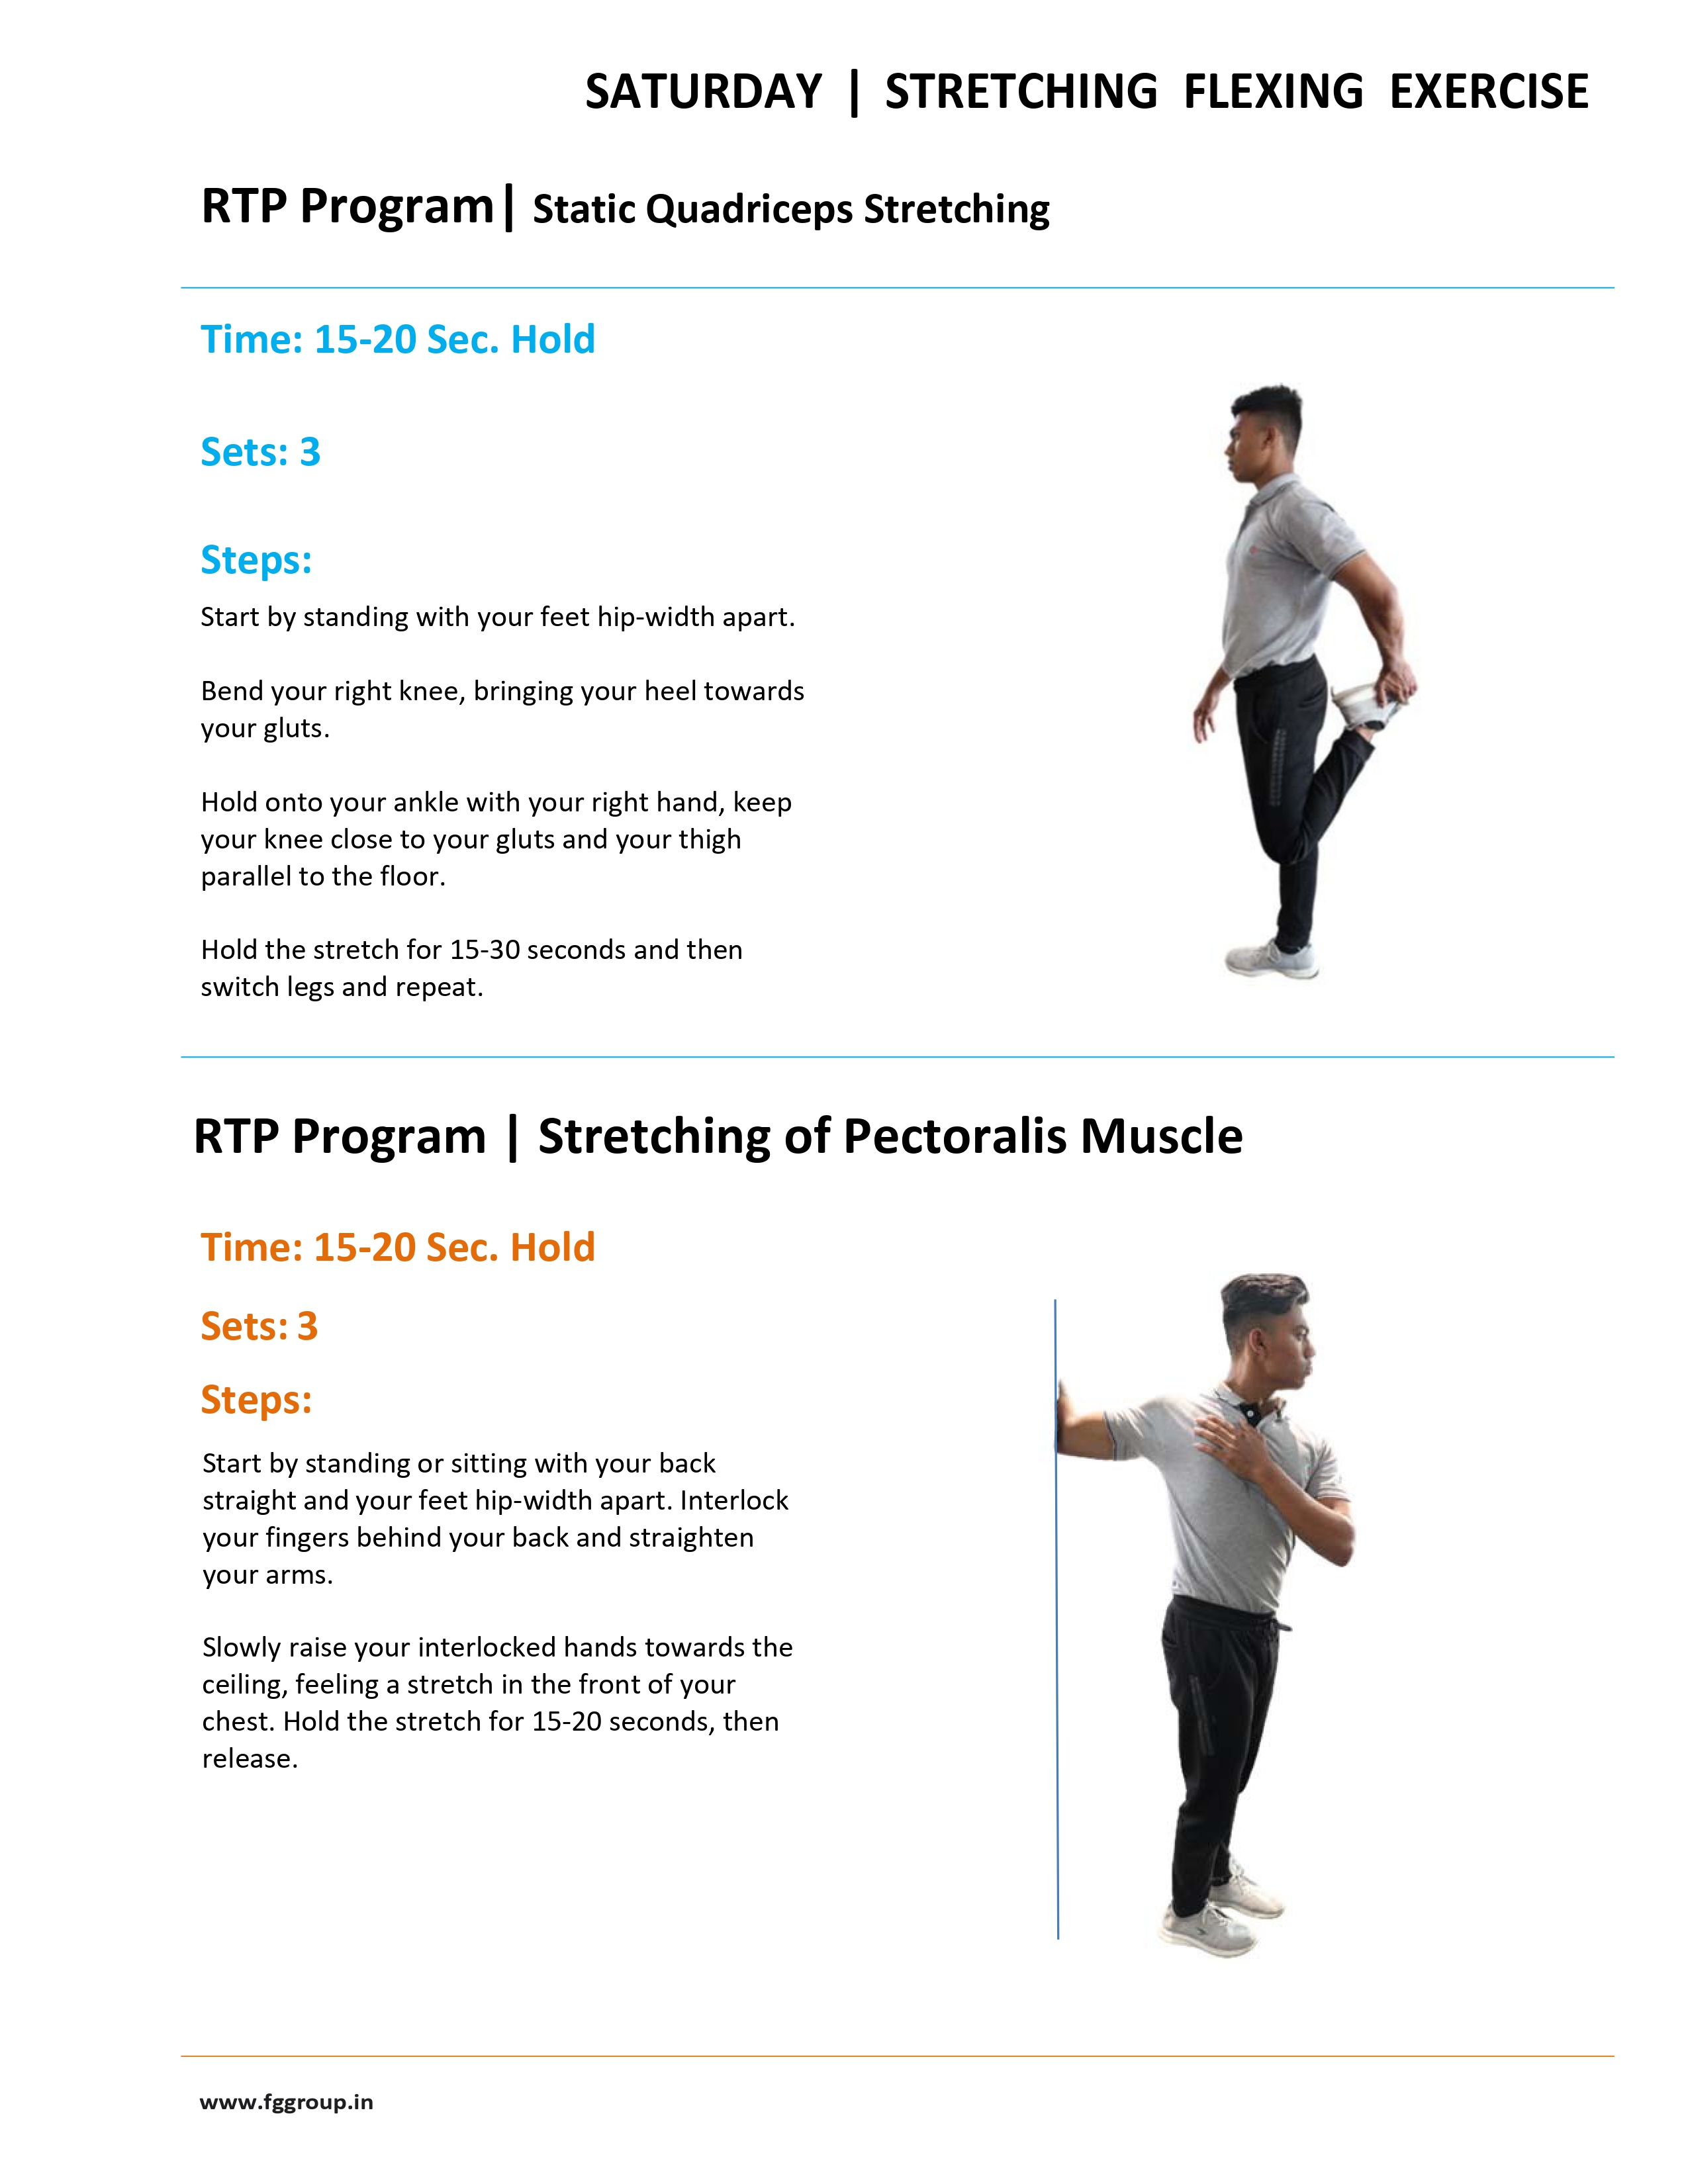 SATURDAY | STRETCHING FLEXING EXERCISE
RTP Program| Static Quadriceps Stretching
Time: 15-20 Sec. Hold
Sets: 3
Steps:
Start by standing with your feet hip-width apart.
Bend your right knee, bringing your heel towards
your gluts.
Hold onto your ankle with your right hand, keep
your knee close to your gluts and your thigh
parallel to the floor.
Hold the stretch for 15-30 seconds and then
switch legs and repeat.
RTP Program | Stretching of Pectoralis Muscle
Time: 15-20 Sec. Hold
Sets: 3
Steps:
Start by standing or sitting with your back
straight and your feet hip-width apart. Interlock
your fingers behind your back and straighten
your arms.
Slowly raise your interlocked hands towards the
ceiling, feeling a stretch in the front of your
chest. Hold the stretch for 15-20 seconds, then
release.
www.fggroup.in